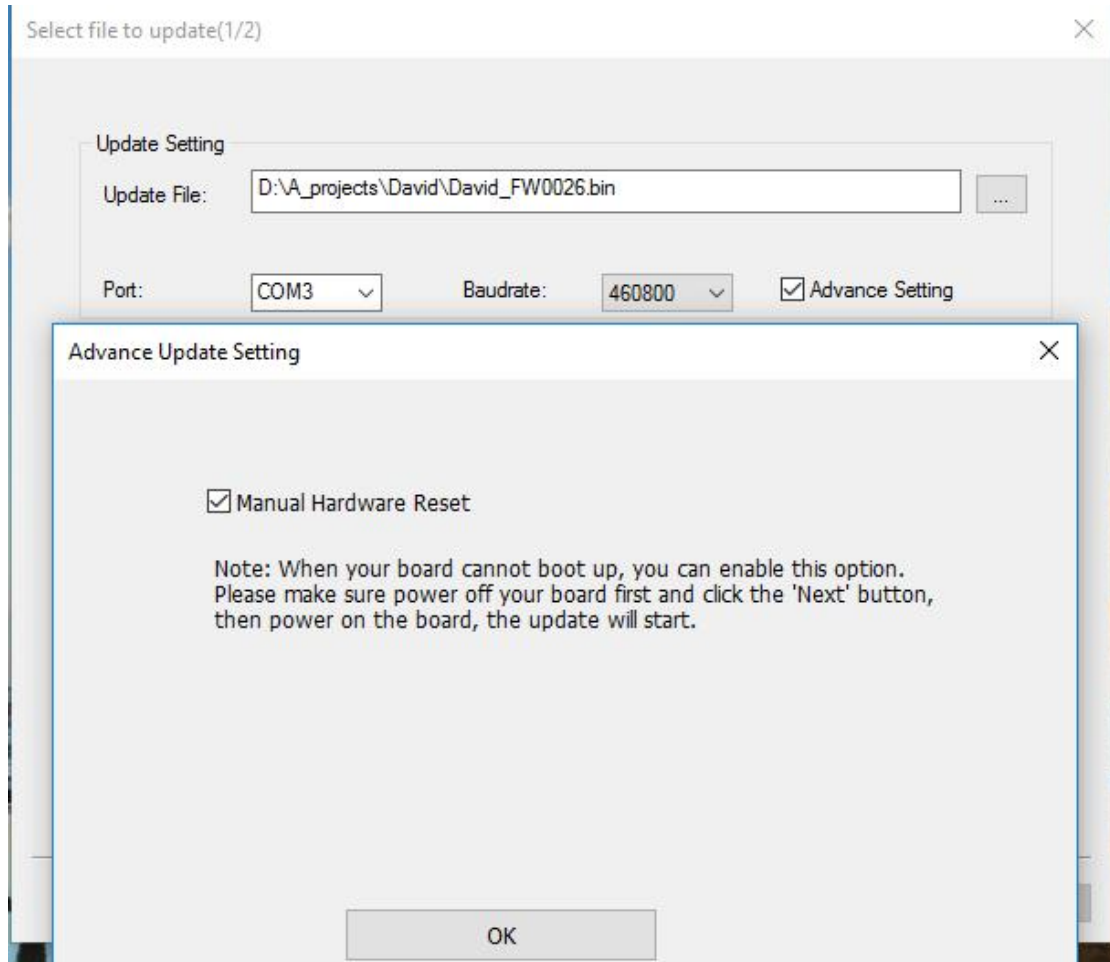 Select file to update(1/2)
Update Setting
Update File:
D:\A_projects\David\David_FW0026.bin
...
Port:
COM3
Baudrate:
460800
Advance Setting
Advance Update Setting
Manual Hardware Reset
Note: When your board cannot boot up, you can enable this option.
Please make sure power off your board first and click the 'Next' button,
then power on the board, the update will start.
OK